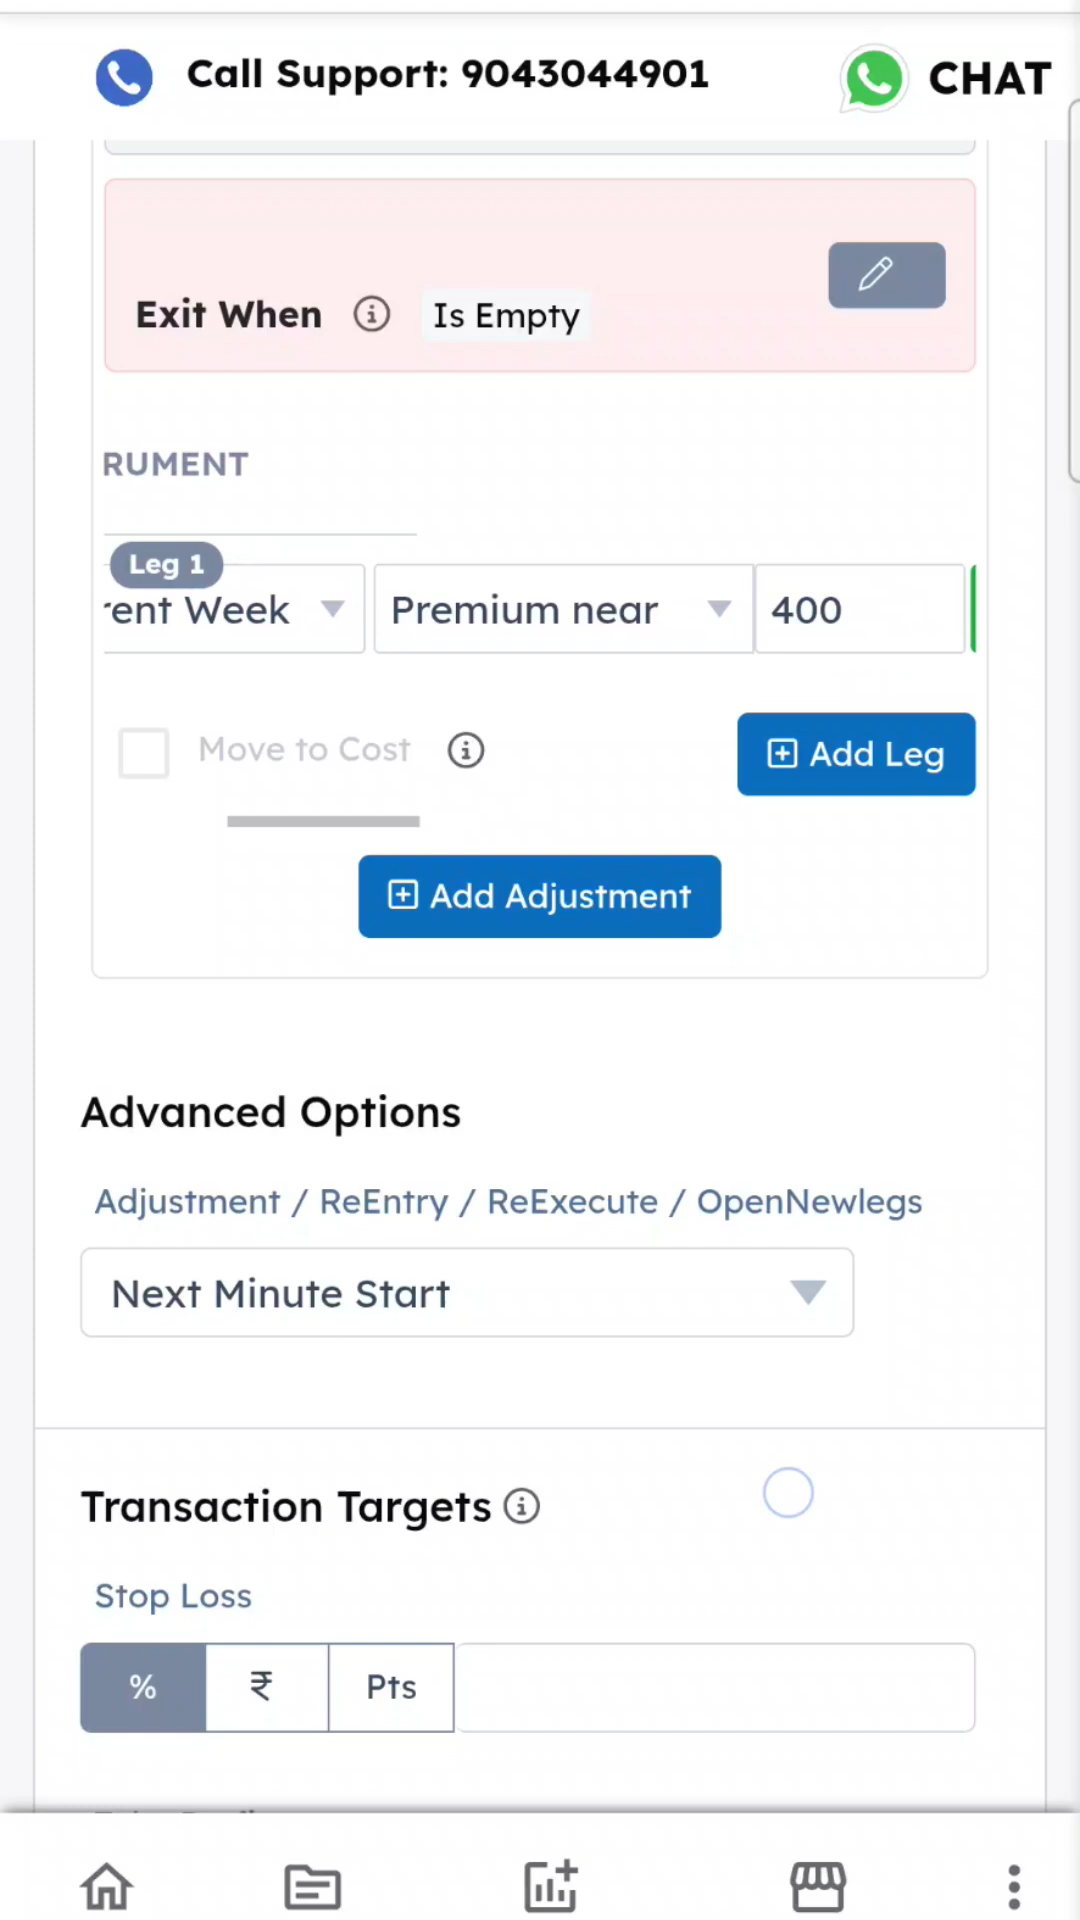 Call Support: 9043044901
CHAT
Exit When
Is Empty
RUMENT
Leg 1
rent Week
Premium near
400
Move to Cost
Add Leg
Add Adjustment
Advanced Options
Adjustment / ReEntry / ReExecute / OpenNewlegs
Next Minute Start
Transaction Targets
Stop Loss
%
₹
Pts